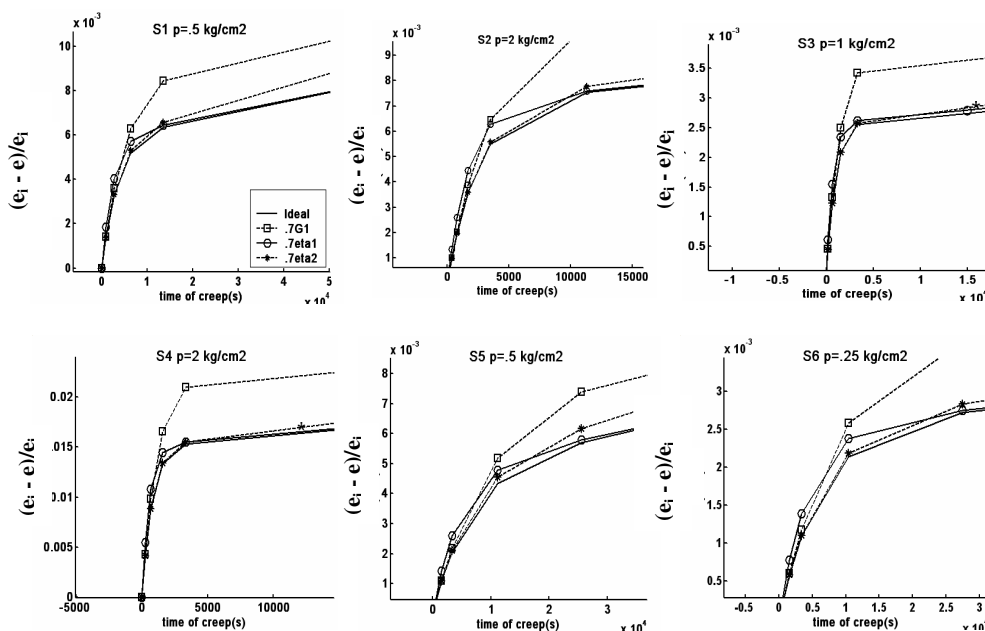 x 10⁻³
S1 p=.5 kg/cm2
10
8
6
4
2
0
(eᵢ - e)/eᵢ
Ideal
.7G1
.7eta1
.7eta2
0 1 2 3 4 5
time of creep(s)
x 10⁴
x 10⁻³
S2 p=2 kg/cm2
9
8
7
6
5
4
3
2
1
(eᵢ - e)/eᵢ
0 5000 10000 15000
time of creep(s)
x 10⁻³
S3 p=1 kg/cm2
3.5
3
2.5
2
1.5
1
0.5
(eᵢ - e)/eᵢ
-1 -0.5 0 0.5 1 1.5
time of creep(s)
S4 p=2 kg/cm2
0.02
0.015
0.01
0.005
0
(eᵢ - e)/eᵢ
-5000 0 5000 10000
time of creep(s)
x 10⁻³
S5 p=.5 kg/cm2
8
7
6
5
4
3
2
1
(eᵢ - e)/eᵢ
0 1 2 3
time of creep(s)
x 10⁴
x 10⁻³
S6 p=.25 kg/cm2
3
2.5
2
1.5
1
0.5
(eᵢ - e)/eᵢ
-0.5 0 0.5 1 1.5 2 2.5 3
time of creep(s)